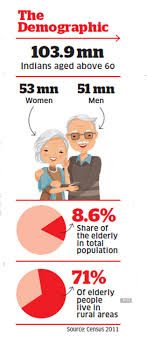 The
Demographic
103.9 mn
Indians aged above 60
53 mn
Women
51 mn
Men
8.6%
Share of
the elderly
in total
population
71%
Of elderly
people
live in
rural areas
Source: Census 2011